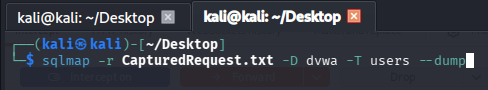 kali@kali: ~/Desktop
kali@kali: ~/Desktop
(kali㉿kali)-[~/Desktop]
$ sqlmap -r CapturedRequest.txt -D dvwa -T users --dump